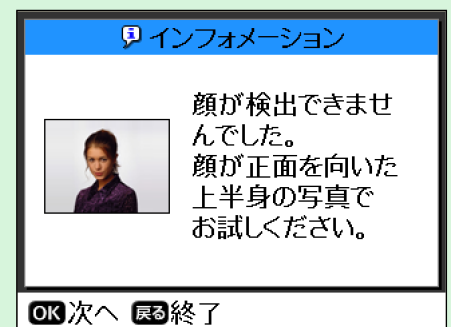 インフォメーション
顔が検出できませ
んでした。
顔が正面を向いた
上半身の写真で
お試しください。
OK次へ 戻る終了